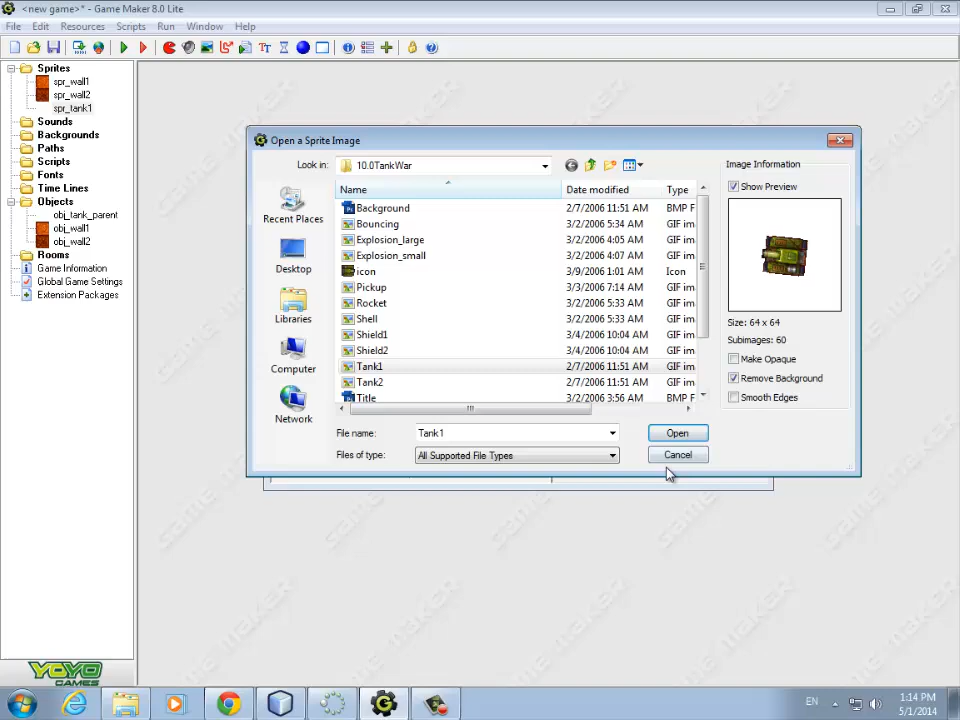 <new game>* - Game Maker 8.0 Lite
File Edit Resources Scripts Run Window Help
Sprites
spr_wall1
spr_wall2
spr_tank1
Sounds
Backgrounds
Paths
Scripts
Fonts
Time Lines
Objects
obj_tank_parent
obj_wall1
obj_wall2
Rooms
Game Information
Global Game Settings
Extension Packages
YOYO
GAMES
Open a Sprite Image
Look in: 10.0TankWar
Recent Places
Desktop
Libraries
Computer
Network
Name Date modified Type
Background 2/7/2006 11:51 AM BMP F
Bouncing 3/2/2006 5:34 AM GIF im
Explosion_large 3/2/2006 4:05 AM GIF im
Explosion_small 3/2/2006 4:07 AM GIF im
icon 3/9/2006 1:01 AM Icon
Pickup 3/3/2006 7:14 AM GIF im
Rocket 3/2/2006 5:33 AM GIF im
Shell 3/2/2006 5:33 AM GIF im
Shield1 3/4/2006 10:04 AM GIF im
Shield2 3/4/2006 10:04 AM GIF im
Tank1 2/7/2006 11:51 AM GIF im
Tank2 2/7/2006 11:51 AM GIF im
Title 3/2/2006 3:56 AM BMP F
File name: Tank1 Open
Files of type: All Supported File Types Cancel
Image Information
Show Preview
Size: 64 x 64
Subimages: 60
Make Opaque
Remove Background
Smooth Edges
EN
1:14 PM
5/1/2014